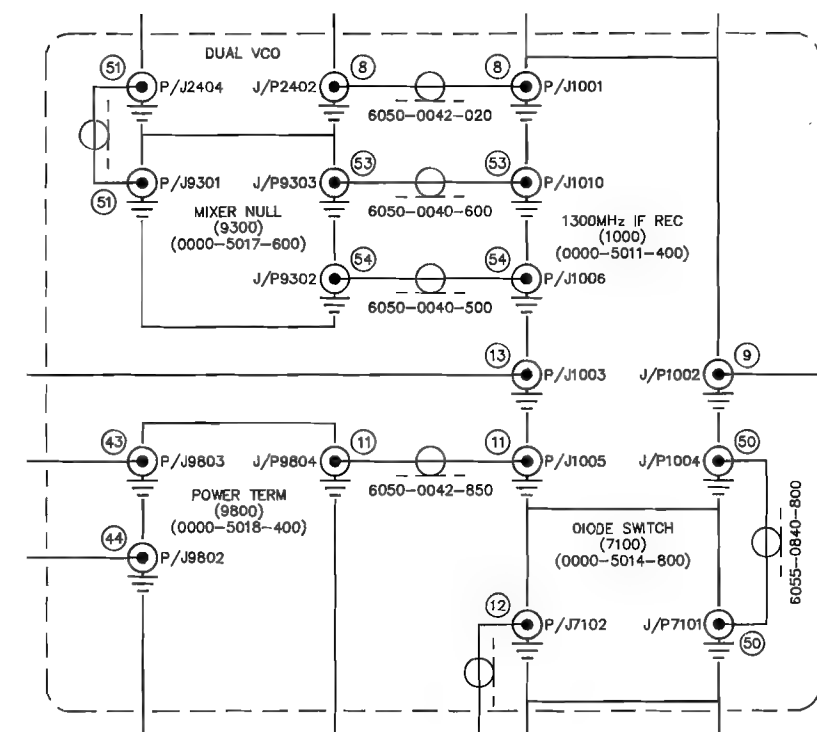 DUAL VCO
51 P/J2404 J/P2402 8 8 P/J1001
6050-0042-020
51 P/J9301 J/P9303 53 53 P/J1010
6050-0040-600
MIXER NULL
(9300)
(0000-5017-600)
1300MHz IF REC
(1000)
(0000-5011-400)
J/P9302 54 54 P/J1006
6050-0040-500
13 P/J1003 J/P1002 9
43 P/J9803 J/P9804 11 11 P/J1005 J/P1004 50
6050-0042-850
POWER TERM
(9800)
(0000-5018-400)
DIODE SWITCH
(7100)
(0000-5014-800)
6055-0840-800
44 P/J9802
12 P/J7102 J/P7101 50